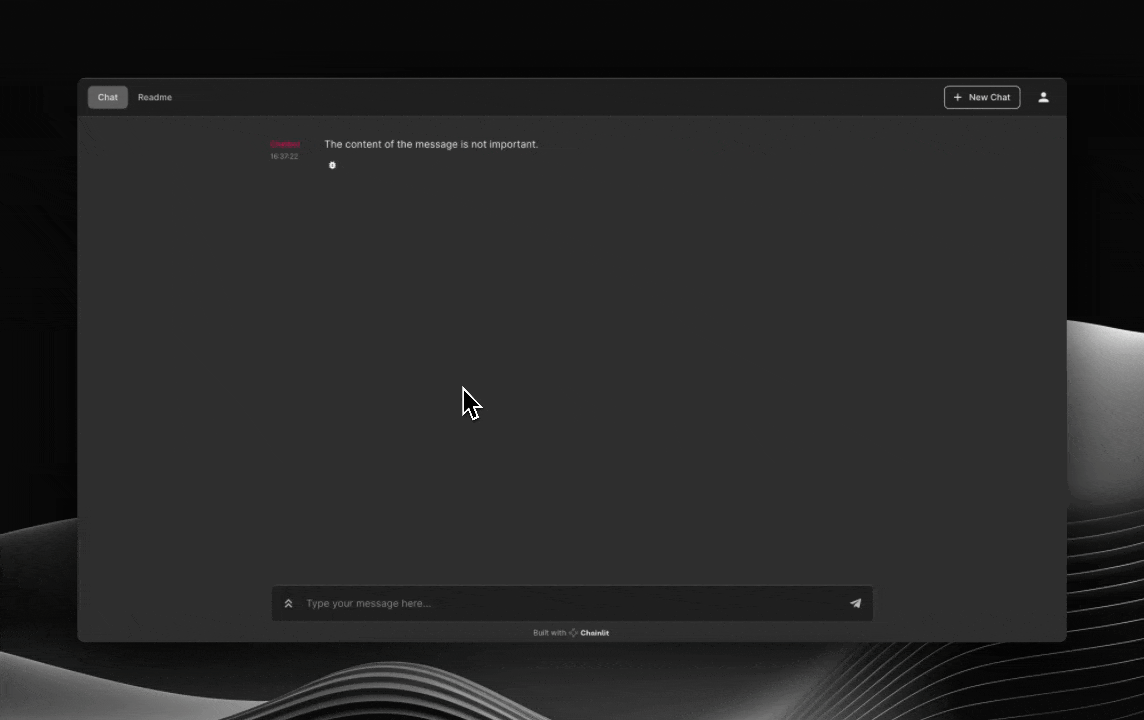 Chat Readme
New Chat
Chatbot The content of the message is not important.
16:37:22
Type your message here...
Built with Chainlit